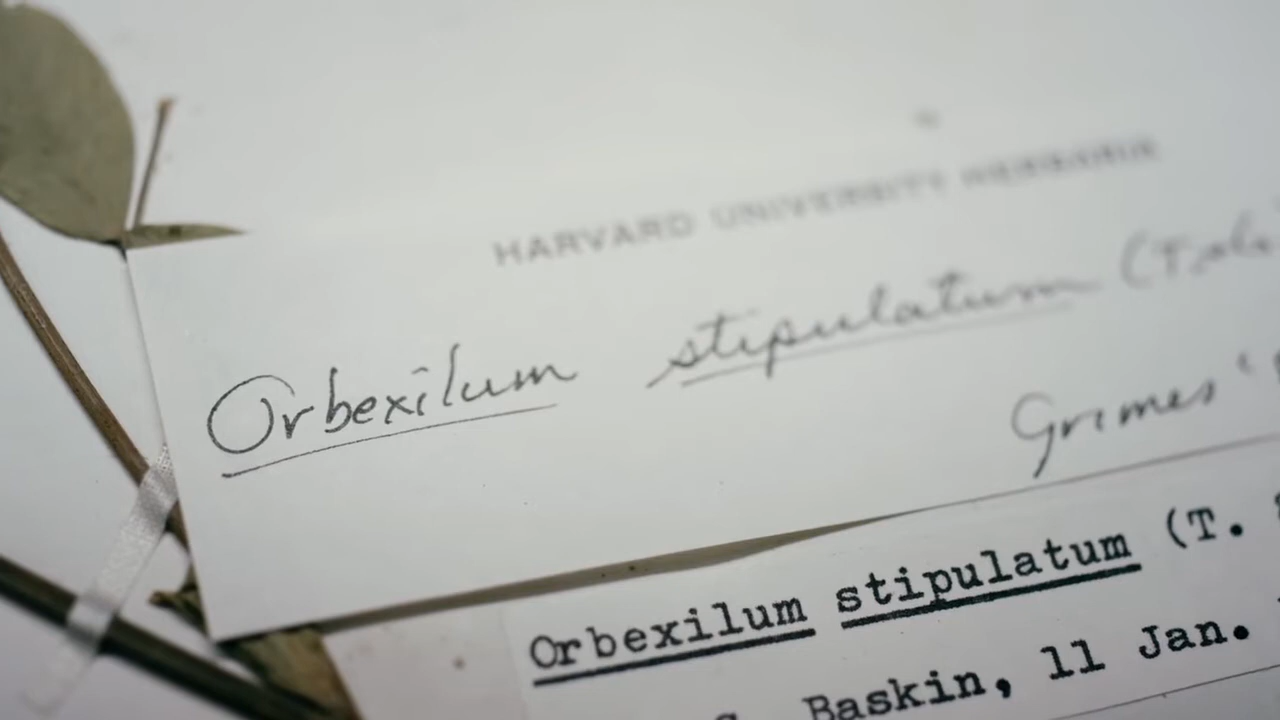 HARVARD UNIVERSITY HERBARIA
Orbexilum stipulatum (T.
Grimes
Orbexilum stipulatum (T.
Baskin, 11 Jan.